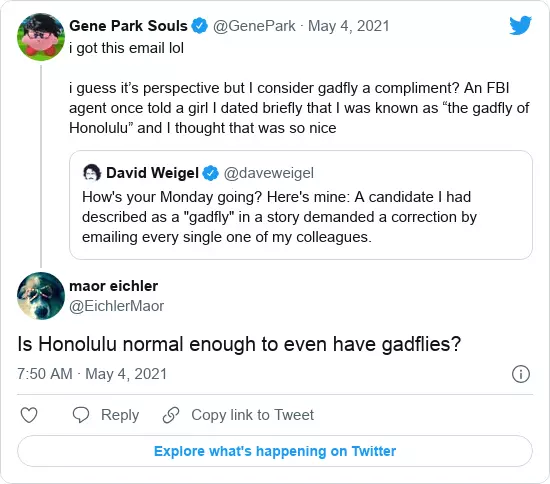 Gene Park Souls @GenePark · May 4, 2021
i got this email lol
i guess it’s perspective but I consider gadfly a compliment? An FBI
agent once told a girl I dated briefly that I was known as “the gadfly of
Honolulu” and I thought that was so nice
David Weigel @daveweigel
How's your Monday going? Here's mine: A candidate I had
described as a "gadfly" in a story demanded a correction by
emailing every single one of my colleagues.
maor eichler
@EichlerMaor
Is Honolulu normal enough to even have gadflies?
7:50 AM · May 4, 2021
Reply
Copy link to Tweet
Explore what's happening on Twitter